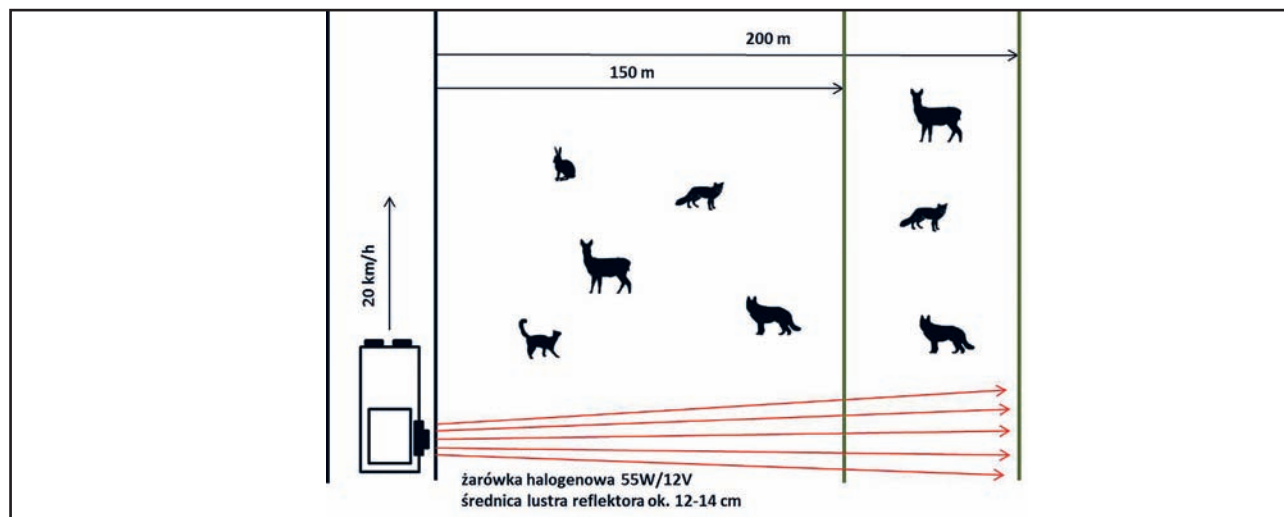 200 m
150 m
20 km/h
żarówka halogenowa 55W/12V
średnica lustra reflektora ok. 12-14 cm